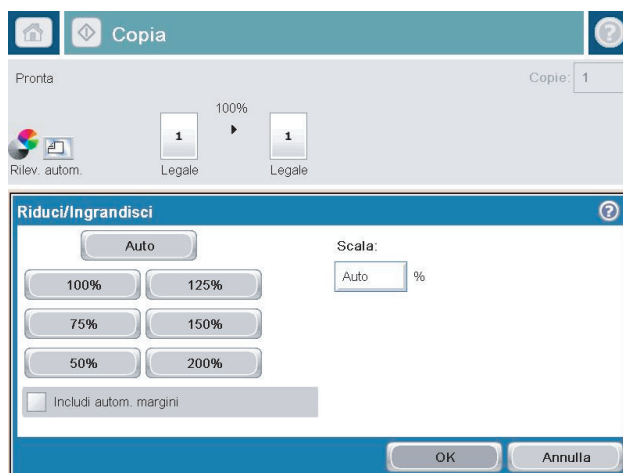 Copia
Pronta
Copie: 1
100%
1 1
Rilev. autom. Legale Legale
Riduci/Ingrandisci
Auto
Scala:
100% 125%
Auto %
75% 150%
50% 200%
Includi autom. margini
OK Annulla